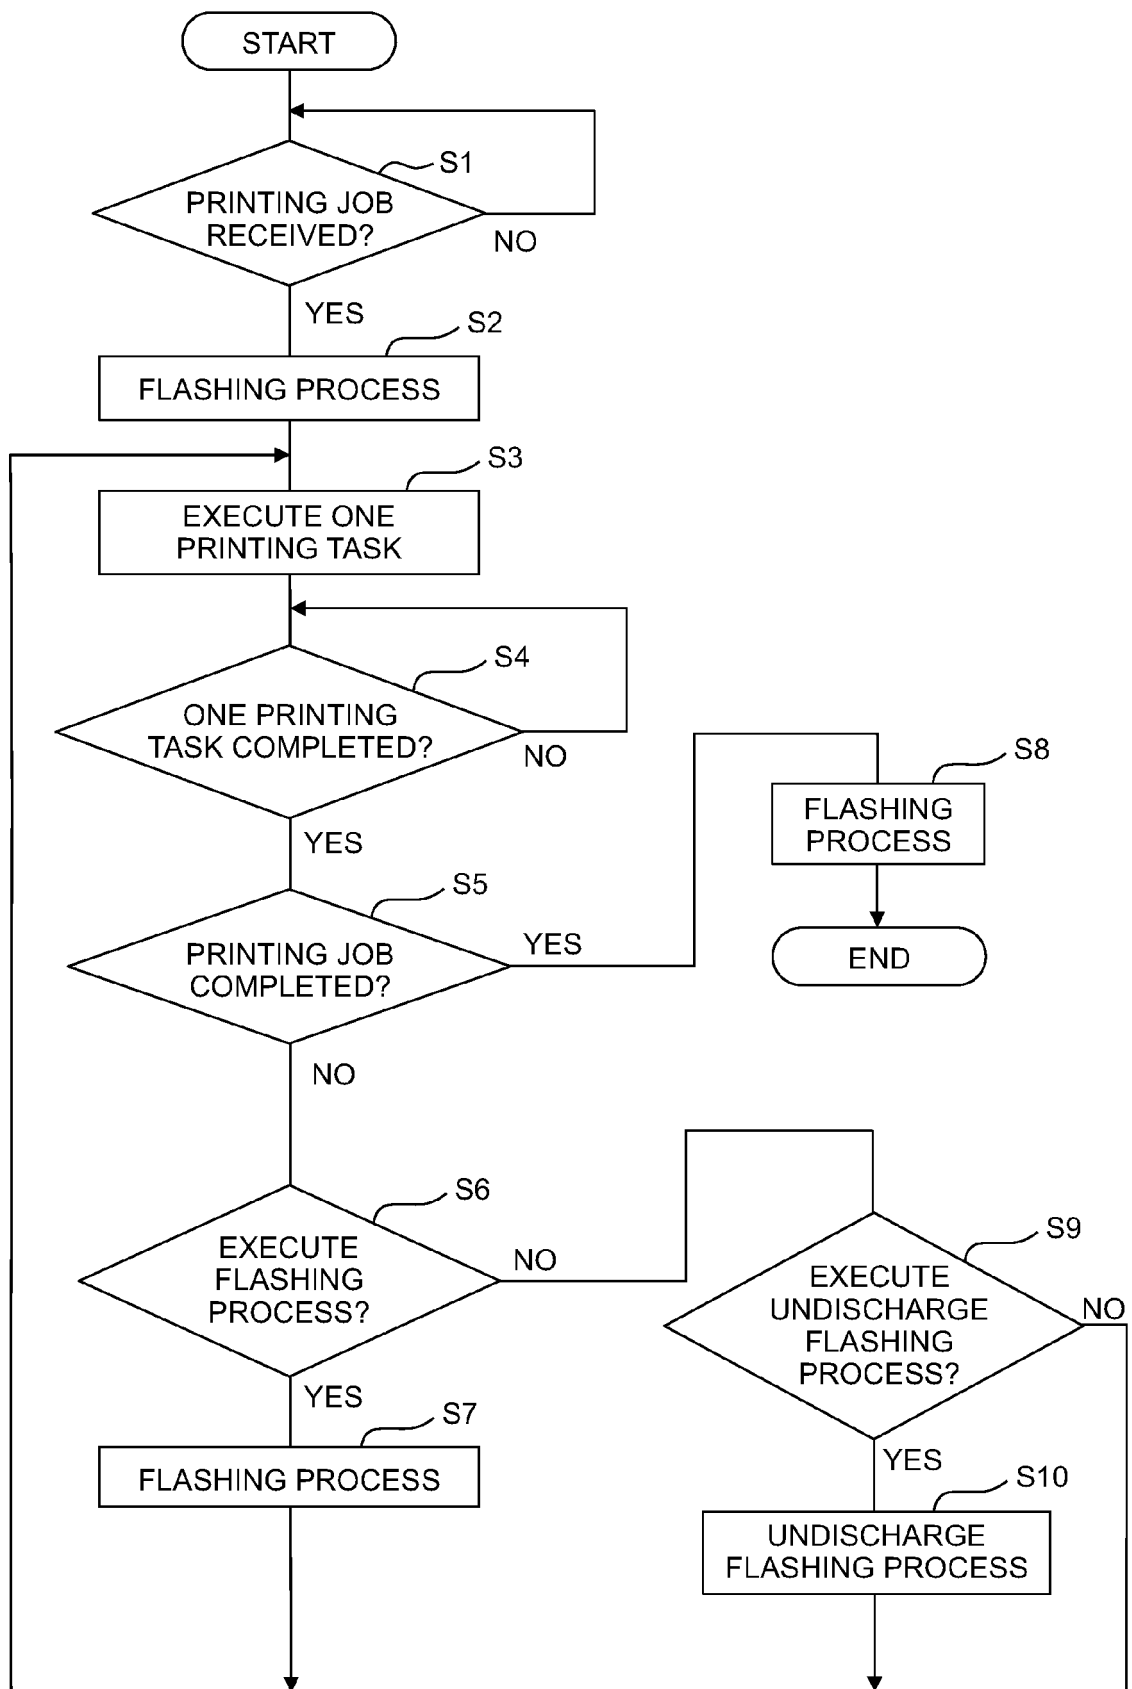 START
S1
PRINTING JOB
RECEIVED?
NO
YES
S2
FLASHING PROCESS
S3
EXECUTE ONE
PRINTING TASK
S4
ONE PRINTING
TASK COMPLETED?
NO
YES
S8
FLASHING
PROCESS
END
S5
PRINTING JOB
COMPLETED?
YES
NO
S6
EXECUTE
FLASHING
PROCESS?
NO
YES
S9
EXECUTE
UNDISCHARGE
FLASHING
PROCESS?
NO
YES
S7
FLASHING PROCESS
S10
UNDISCHARGE
FLASHING PROCESS